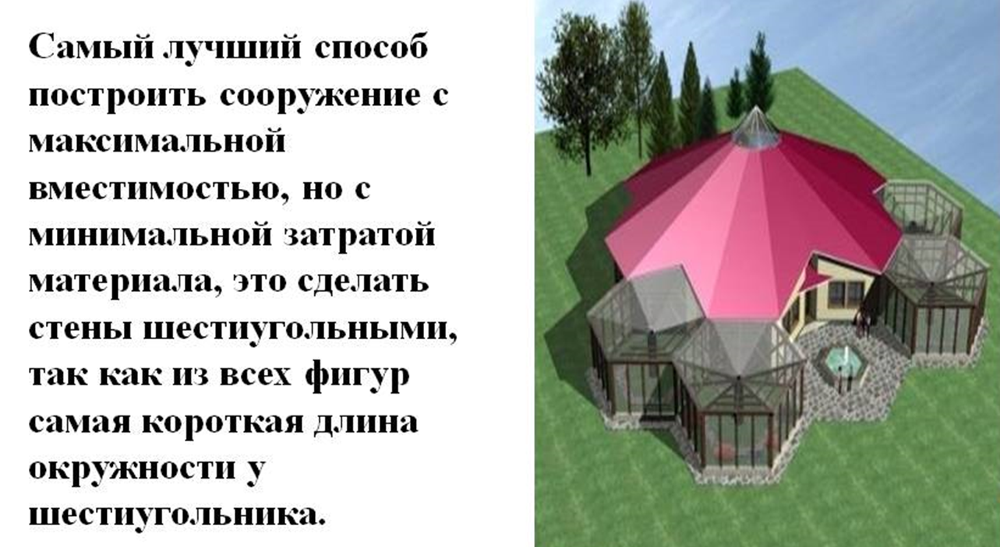 Самый лучший способ
построить сооружение с
максимальной
вместимостью, но с
минимальной затратой
материала, это сделать
стены шестиугольными,
так как из всех фигур
самая короткая длина
окружности у
шестиугольника.